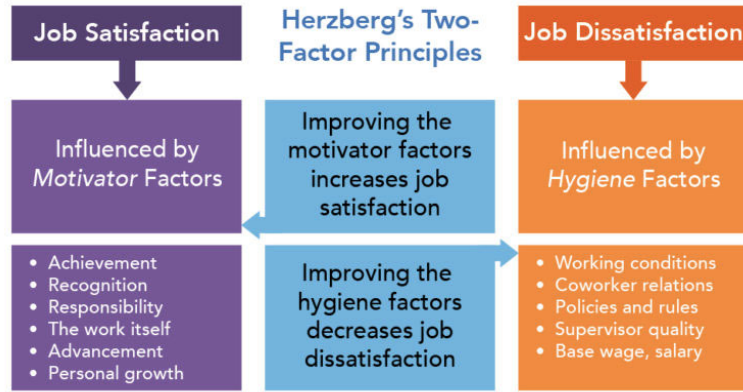 Job Satisfaction
Herzberg's Two-
Factor Principles
Job Dissatisfaction
Influenced by
Motivator Factors
Improving the
motivator factors
increases job
satisfaction
Influenced by
Hygiene Factors
• Achievement
• Recognition
• Responsibility
• The work itself
• Advancement
• Personal growth
Improving the
hygiene factors
decreases job
dissatisfaction
• Working conditions
• Coworker relations
• Policies and rules
• Supervisor quality
• Base wage, salary